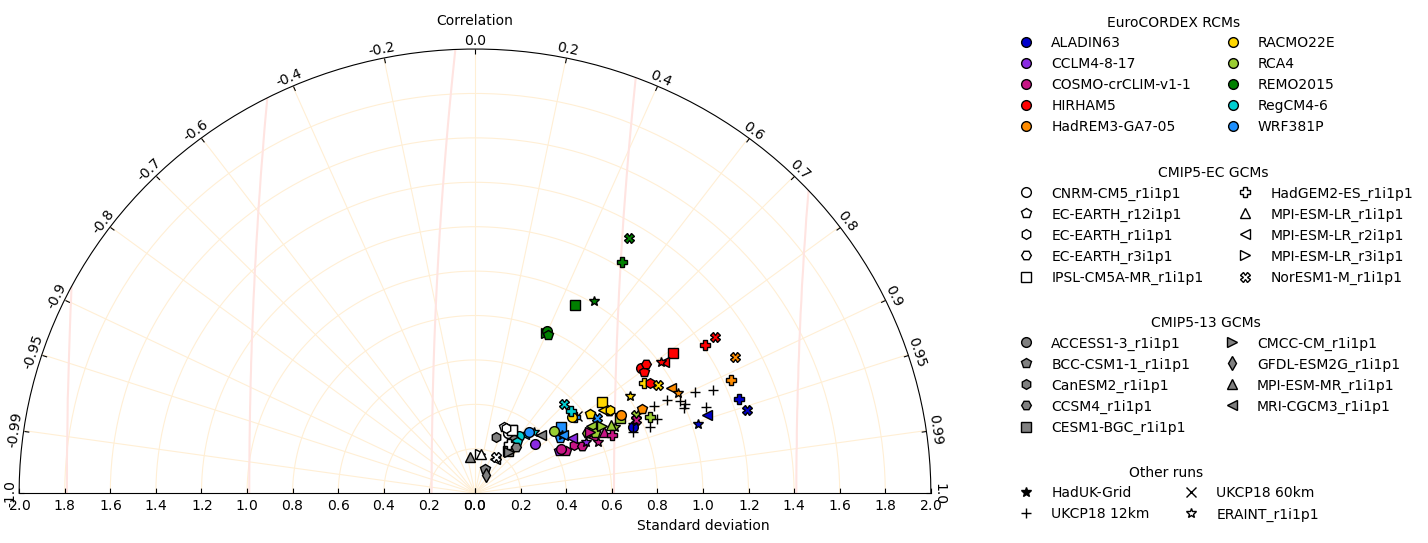 Correlation
0.0
-0.2
0.2
-0.4
0.4
-0.6
0.6
-0.7
0.7
-0.8
0.8
-0.9
0.9
-0.95
0.95
-0.99
0.99
-1.0
1.0
2.0 1.8 1.6 1.4 1.2 1.0 0.8 0.6 0.4 0.2 0.0 0.2 0.4 0.6 0.8 1.0 1.2 1.4 1.6 1.8 2.0
Standard deviation
EuroCORDEX RCMs
ALADIN63 RACMO22E
CCLM4-8-17 RCA4
COSMO-crCLIM-v1-1 REMO2015
HIRHAM5 RegCM4-6
HadREM3-GA7-05 WRF381P
CMIP5-EC GCMs
CNRM-CM5_r1i1p1 HadGEM2-ES_r1i1p1
EC-EARTH_r12i1p1 MPI-ESM-LR_r1i1p1
EC-EARTH_r1i1p1 MPI-ESM-LR_r2i1p1
EC-EARTH_r3i1p1 MPI-ESM-LR_r3i1p1
IPSL-CM5A-MR_r1i1p1 NorESM1-M_r1i1p1
CMIP5-13 GCMs
ACCESS1-3_r1i1p1 CMCC-CM_r1i1p1
BCC-CSM1-1_r1i1p1 GFDL-ESM2G_r1i1p1
CanESM2_r1i1p1 MPI-ESM-MR_r1i1p1
CCSM4_r1i1p1 MRI-CGCM3_r1i1p1
CESM1-BGC_r1i1p1
Other runs
HadUK-Grid UKCP18 60km
UKCP18 12km ERAINT_r1i1p1